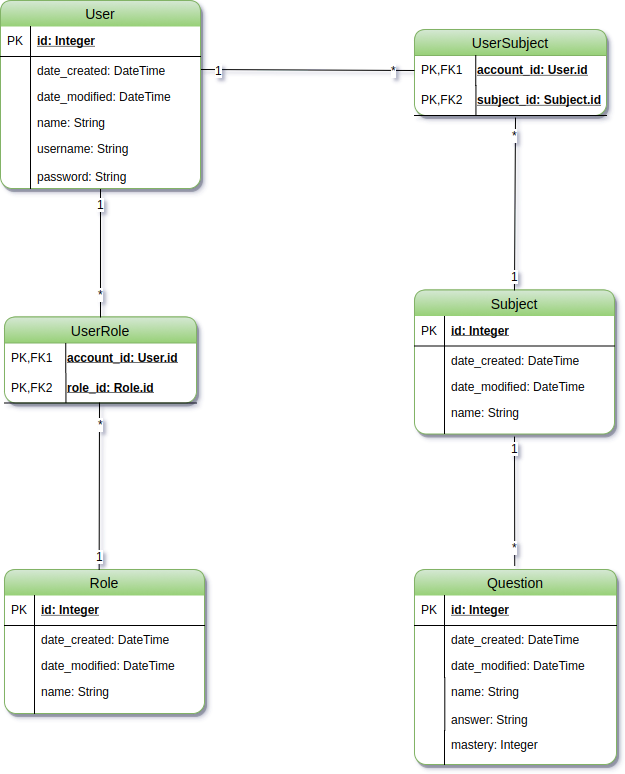 User
PK id: Integer
date_created: DateTime
date_modified: DateTime
name: String
username: String
password: String
1 *
UserSubject
PK,FK1 account_id: User.id
PK,FK2 subject_id: Subject.id
1
*
*
1
UserRole
PK,FK1 account_id: User.id
PK,FK2 role_id: Role.id
Subject
PK id: Integer
date_created: DateTime
date_modified: DateTime
name: String
*
1
1
*
Role
PK id: Integer
date_created: DateTime
date_modified: DateTime
name: String
Question
PK id: Integer
date_created: DateTime
date_modified: DateTime
name: String
answer: String
mastery: Integer